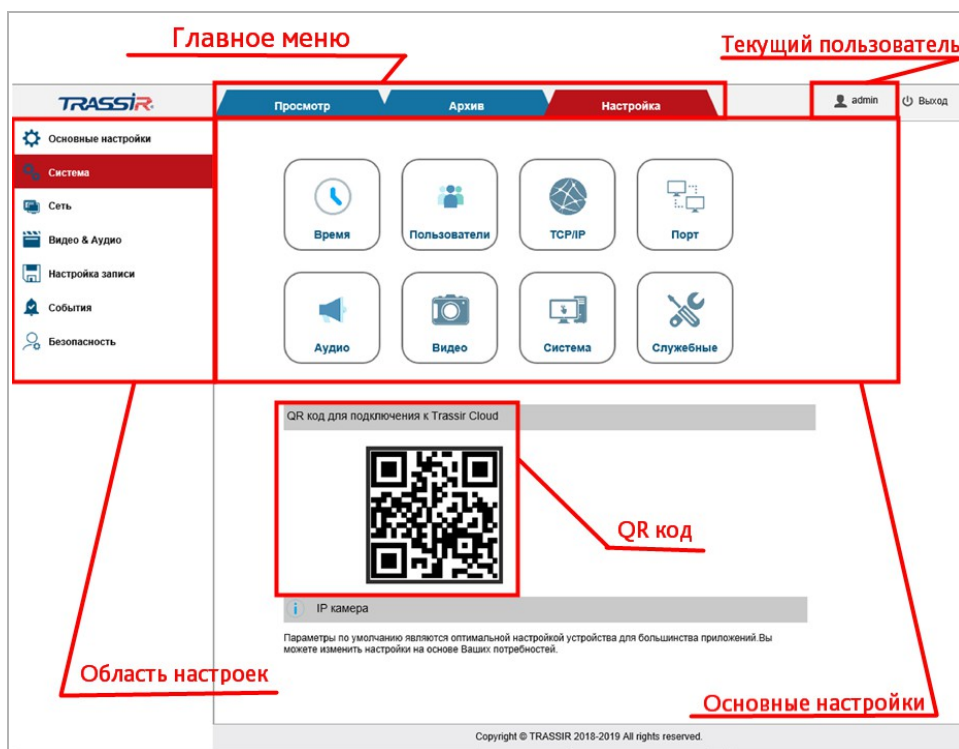 Главное меню
Текущий пользователь
TRASSIR
Просмотр
Архив
Настройка
admin
Выход
Основные настройки
Система
Сеть
Видео & Аудио
Настройка записи
События
Безопасность
Время
Пользователи
TCP/IP
Порт
Аудио
Видео
Система
Служебные
QR код для подключения к Trassir Cloud
QR код
i
IP камера
Параметры по умолчанию являются оптимальной настройкой устройства для большинства приложений.Вы
можете изменить настройки на основе Ваших потребностей.
Область настроек
Основные настройки
Copyright © TRASSIR 2018-2019 All rights reserved.